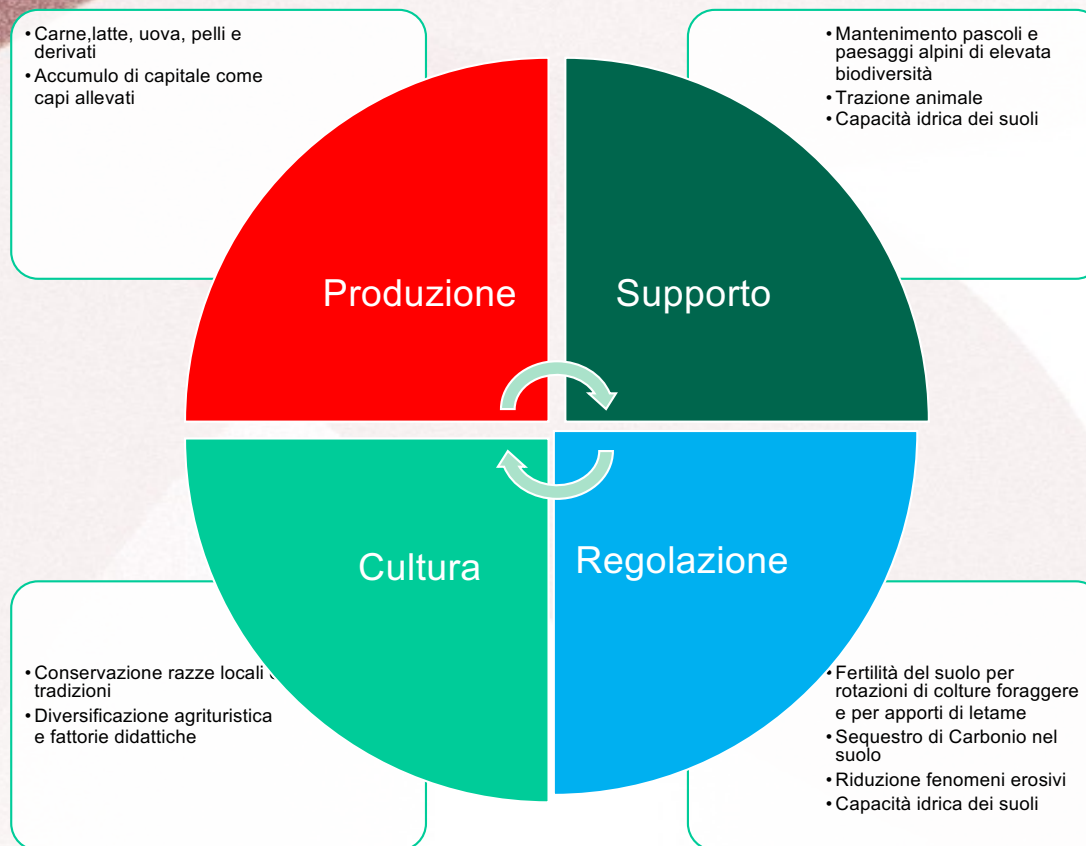 • Carne,latte, uova, pelli e
derivati
• Accumulo di capitale come
capi allevati
• Mantenimento pascoli e
paesaggi alpini di elevata
biodiversità
• Trazione animale
• Capacità idrica dei suoli
Produzione
Supporto
Cultura
Regolazione
• Conservazione razze locali
tradizioni
• Diversificazione agrituristica
e fattorie didattiche
• Fertilità del suolo per
rotazioni di colture foraggere
e per apporti di letame
• Sequestro di Carbonio nel
suolo
• Riduzione fenomeni erosivi
• Capacità idrica dei suoli